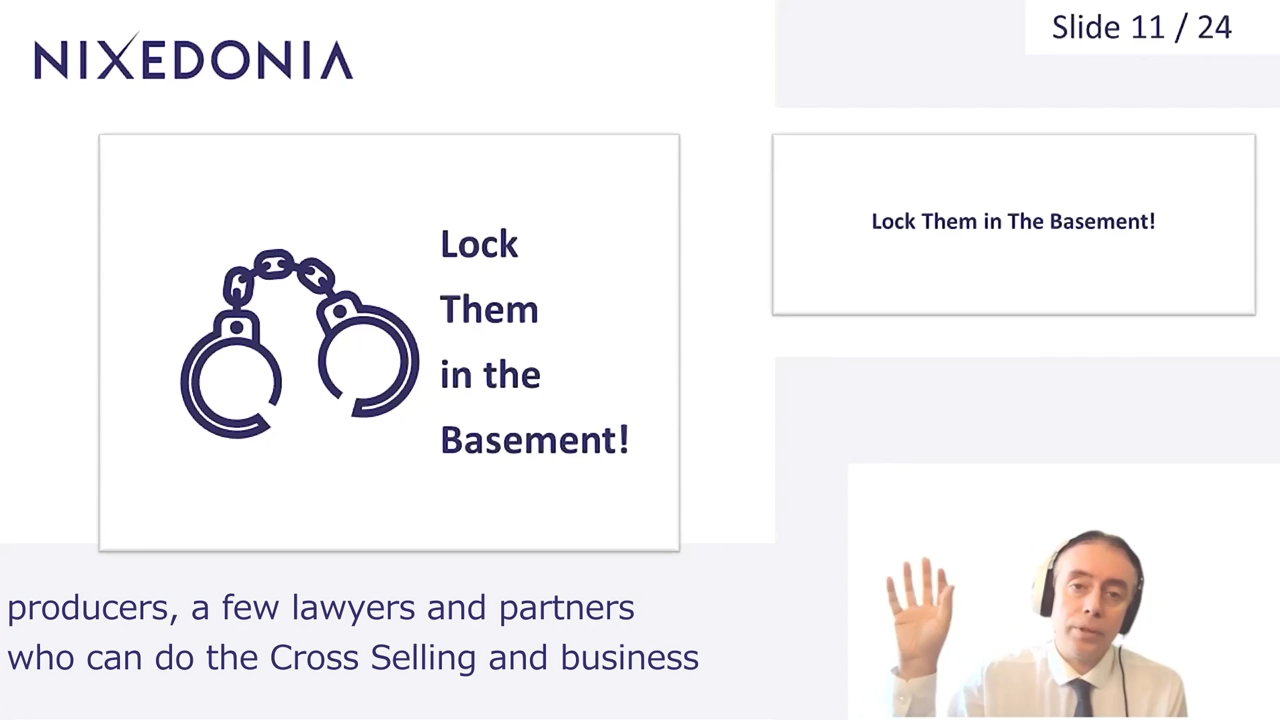 NIXEDONIA
Slide 11 / 24
Lock
Them
in the
Basement!
Lock Them in The Basement!
producers, a few lawyers and partners
who can do the Cross Selling and business